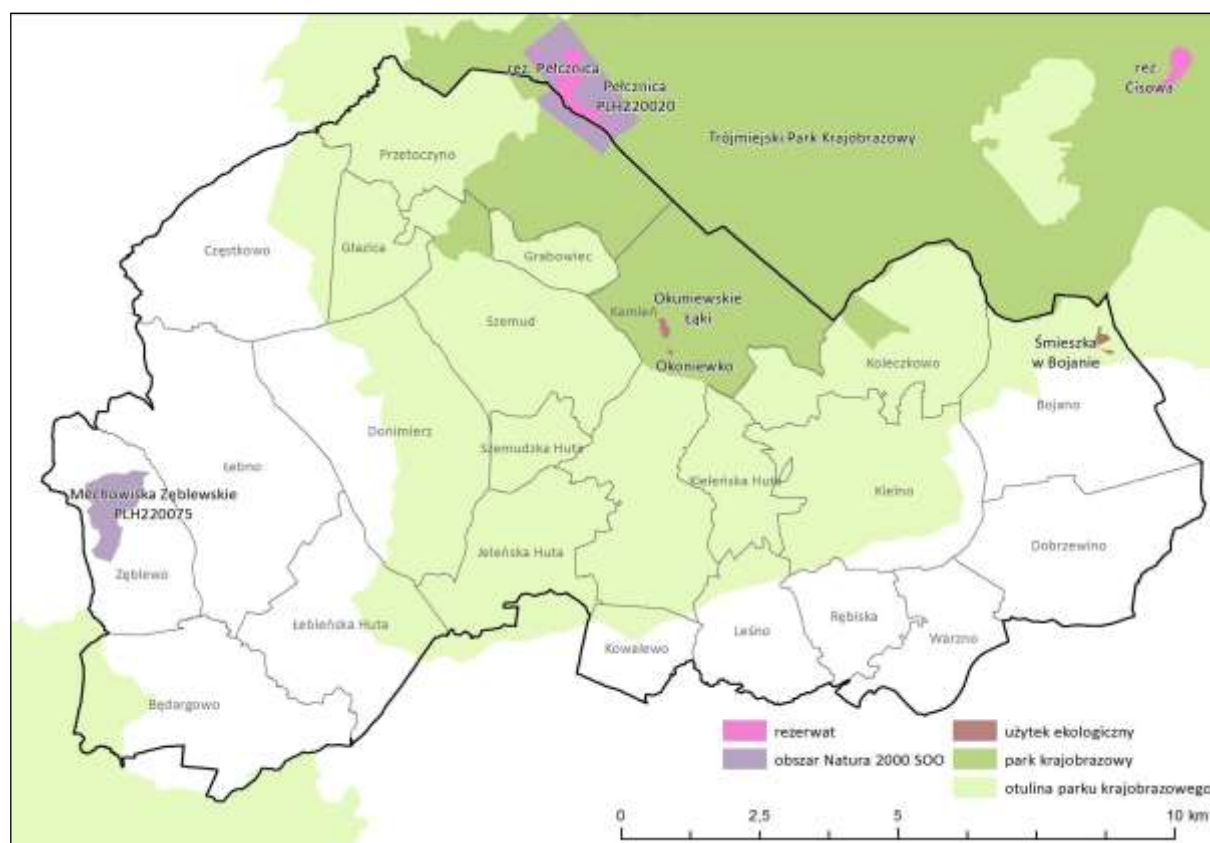 rez. Pełcznica
Pełcznica
PLH220020
rez.
Cisowa
Trójmiejski Park Krajobrazowy
Przetoczyno
Częstkowo
Głazica
Grabowiec
Kamień
Okuniewskie
Łąki
Szemud
Okoniewko
Koleczkowo
Śmieszka
w Bojanie
Bojano
Donimierz
Szemudzka Huta
Łebno
Kieleńska Huta
Kielno
Mechowiska Zęblewskie
PLH220075
Dobrzewino
Jeleńska Huta
Zęblewo
Łebieńska Huta
Kowalewo
Leśno
Rębiska
Warzno
Będargowo
rezerwat
obszar Natura 2000 SOO
użytek ekologiczny
park krajobrazowy
otulina parku krajobrazowego
0
2,5
5
10 km